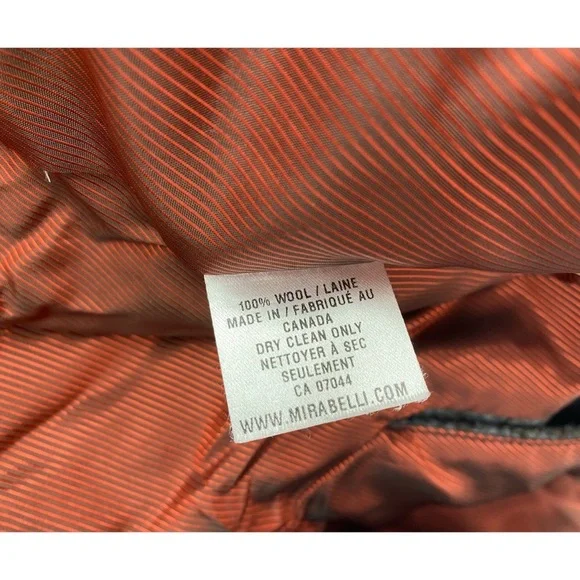 100% WOOL / LAINE
MADE IN / FABRIQUÉ AU
CANADA
DRY CLEAN ONLY
NETTOYER À SEC
SEULEMENT
CA 07044
WWW.MIRABELLI.COM